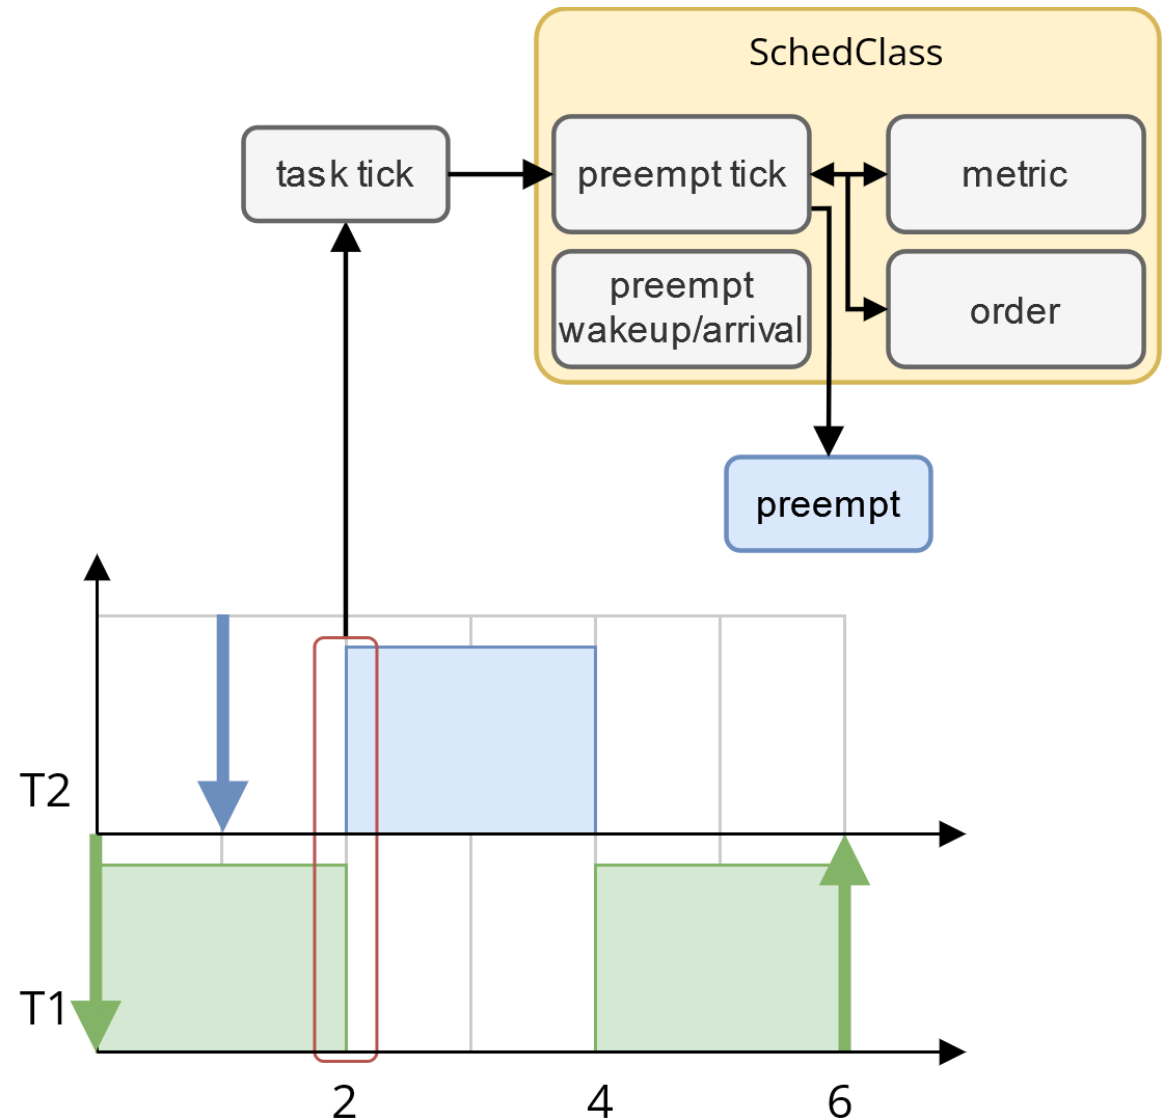 SchedClass
task tick
preempt tick
metric
preempt
wakeup/arrival
order
preempt
T2
T1
2
4
6